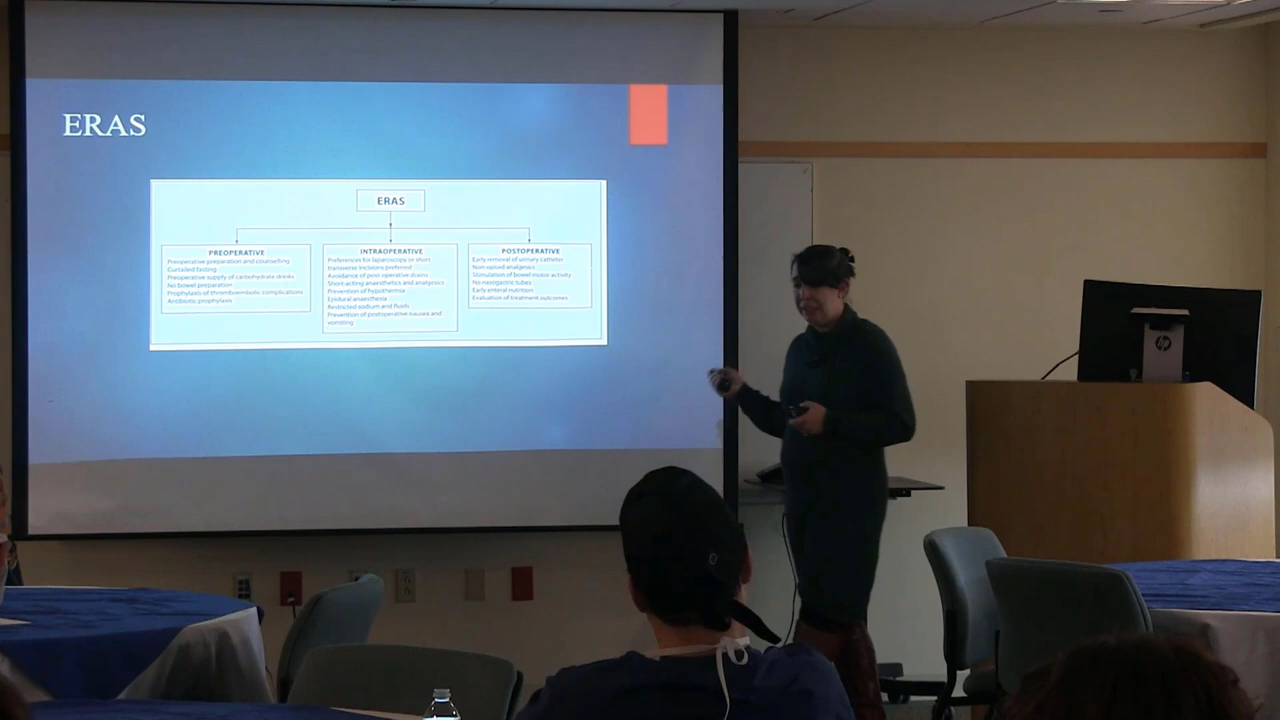 ERAS
ERAS
PREOPERATIVE
Preoperative preparation and counselling
Curtailed fasting
Preoperative supply of carbohydrate drinks
No bowel preparation
Prophylaxis of thromboembolic complications
Antibiotic prophylaxis
INTRAOPERATIVE
Preferences for laparoscopy or short
transverse incisions preferred
Avoidance of post operative drains
Short-acting anaesthetics and analgesics
Prevention of hypothermia
Epidural anaesthesia
Restricted sodium and fluids
Prevention of postoperative nausea and
vomiting
POSTOPERATIVE
Early removal of urinary catheter
Non-opioid analgesics
Stimulation of bowel motor activity
No nasogastric tubes
Early enteral nutrition
Evaluation of treatment outcomes
hp